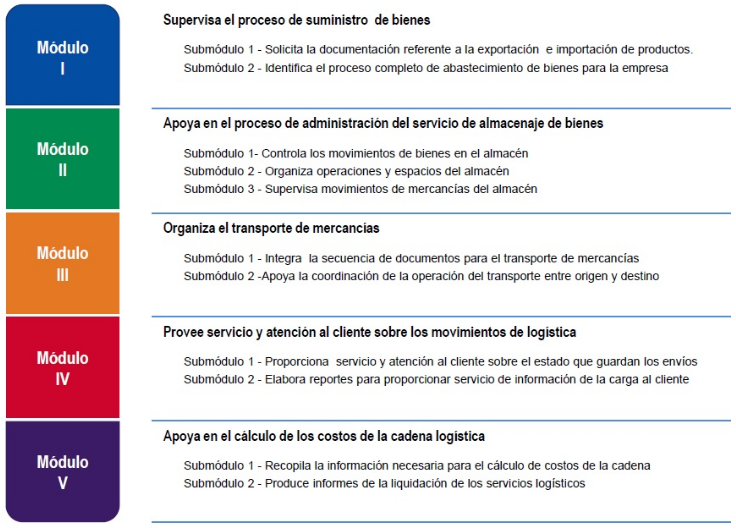 Módulo
I
Supervisa el proceso de suministro de bienes
Submódulo 1 - Solicita la documentación referente a la exportación e importación de productos.
Submódulo 2 - Identifica el proceso completo de abastecimiento de bienes para la empresa
Módulo
II
Apoya en el proceso de administración del servicio de almacenaje de bienes
Submódulo 1- Controla los movimientos de bienes en el almacén
Submódulo 2 - Organiza operaciones y espacios del almacén
Submódulo 3 - Supervisa movimientos de mercancías del almacén
Módulo
III
Organiza el transporte de mercancías
Submódulo 1 - Integra la secuencia de documentos para el transporte de mercancías
Submódulo 2 -Apoya la coordinación de la operación del transporte entre origen y destino
Módulo
IV
Provee servicio y atención al cliente sobre los movimientos de logística
Submódulo 1 - Proporciona servicio y atención al cliente sobre el estado que guardan los envíos
Submódulo 2 - Elabora reportes para proporcionar servicio de información de la carga al cliente
Módulo
V
Apoya en el cálculo de los costos de la cadena logística
Submódulo 1 - Recopila la información necesaria para el cálculo de costos de la cadena
Submódulo 2 - Produce informes de la liquidación de los servicios logísticos